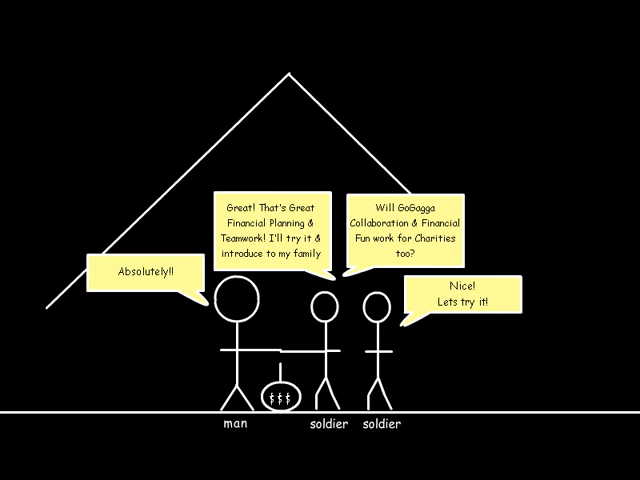 Great! That's Great
Financial Planning &
Teamwork! I'll try it &
introduce to my family
Will GoGagga
Collaboration & Financial
Fun work for Charities
too?
Absolutely!!
Nice!
Lets try it!
$$$
man
soldier
soldier